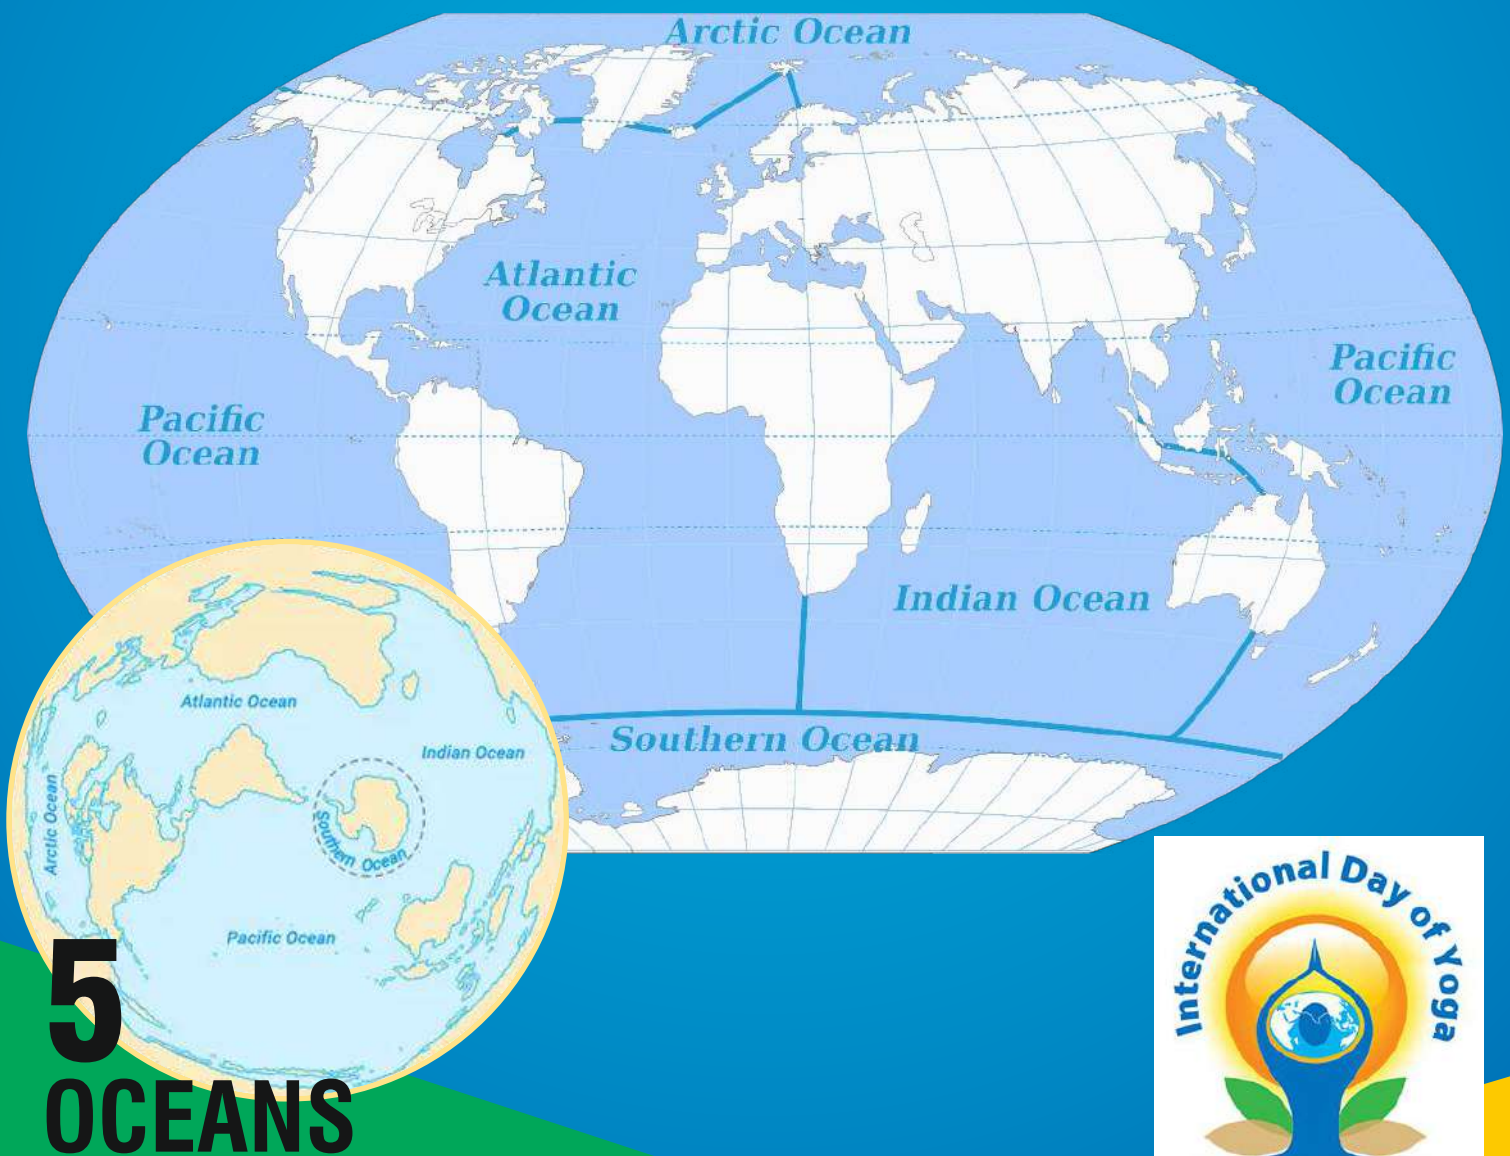 Arctic Ocean
Atlantic
Ocean
Pacific
Ocean
Pacific
Ocean
Indian Ocean
Southern Ocean
Atlantic Ocean
Indian Ocean
Arctic Ocean
Southern Ocean
Pacific Ocean
5
OCEANS
International Day of Yoga